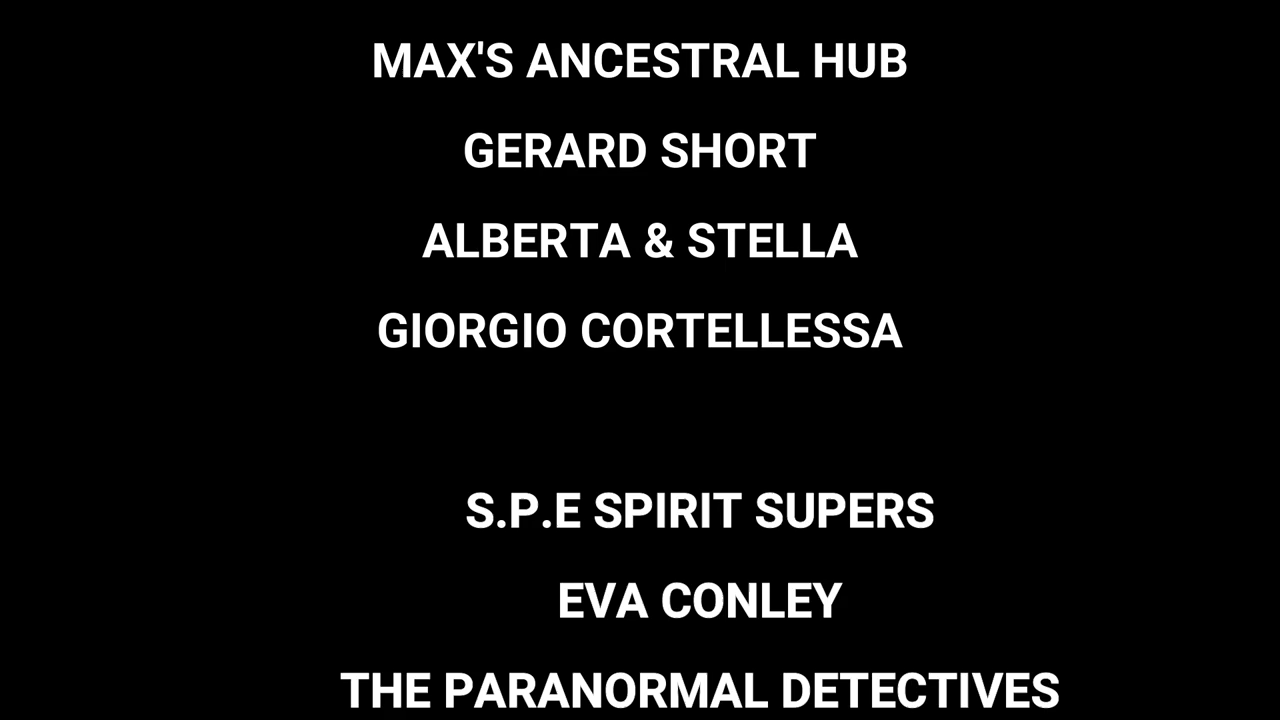 MAX'S ANCESTRAL HUB
GERARD SHORT
ALBERTA & STELLA
GIORGIO CORTELLESSA
S.P.E SPIRIT SUPERS
EVA CONLEY
THE PARANORMAL DETECTIVES